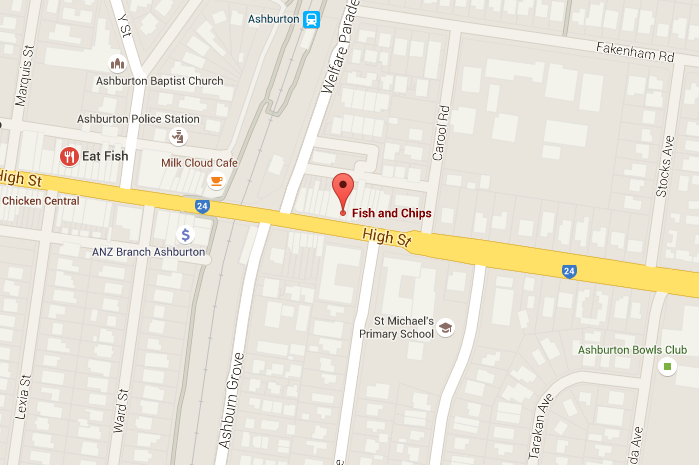 Ashburton
Y St
Welfare Parade
Fakenham Rd
Marquis St
Ashburton Baptist Church
Ashburton Police Station
Carool Rd
Stocks Ave
Eat Fish
Milk Cloud Cafe
High St
Chicken Central
24
Fish and Chips
High St
$
ANZ Branch Ashburton
24
St Michael's
Primary School
Ashburton Bowls Club
Ashburn Grove
Lexia St
Ward St
Tarakan Ave
da Ave